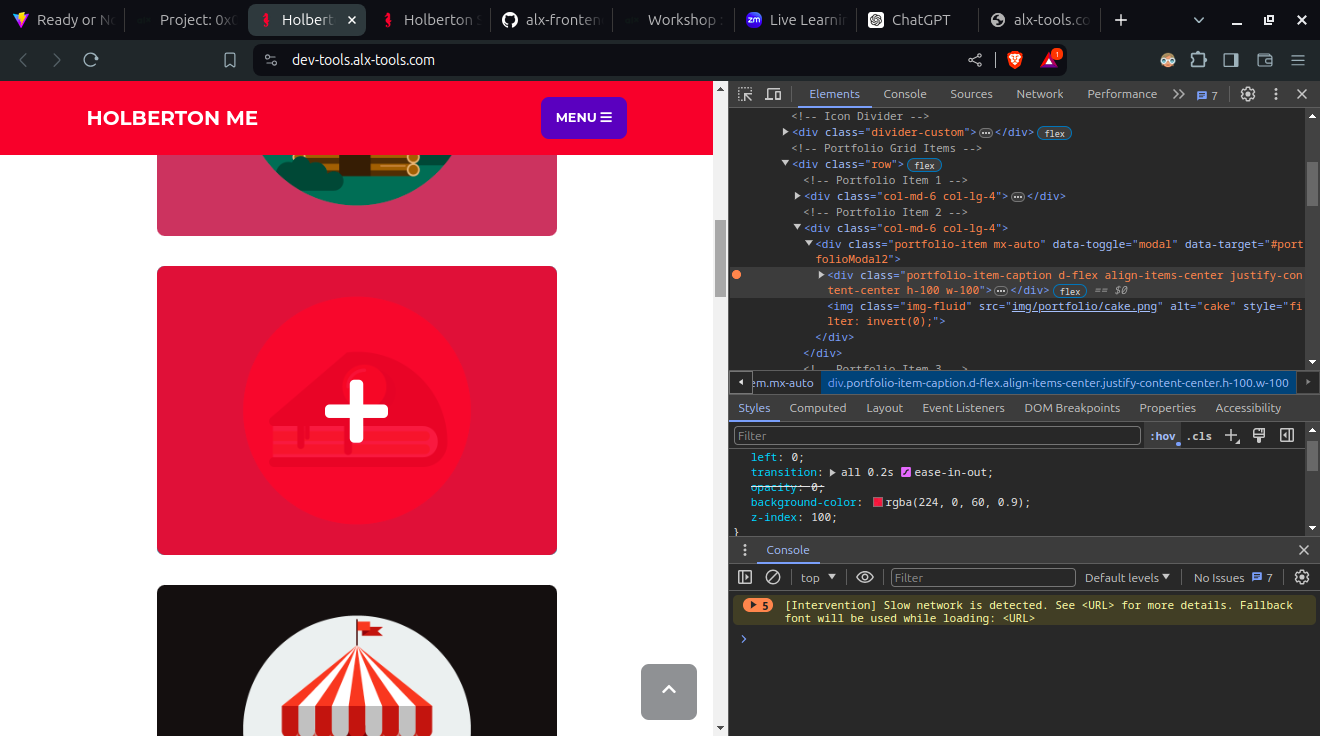 Ready or No
Project: 0x0
Holbert
Holberton S
alx-fronten
Workshop :
Live Learnin
ChatGPT
alx-tools.co
dev-tools.alx-tools.com
1
HOLBERTON ME
MENU ☰
Elements Console Sources Network Performance 7
<!-- Icon Divider -->
<div class="divider-custom">…</div> flex
<!-- Portfolio Grid Items -->
<div class="row"> flex
<!-- Portfolio Item 1 -->
<div class="col-md-6 col-lg-4">…</div>
<!-- Portfolio Item 2 -->
<div class="col-md-6 col-lg-4">
<div class="portfolio-item mx-auto" data-toggle="modal" data-target="#port
folioModal2">
<div class="portfolio-item-caption d-flex align-items-center justify-con
tent-center h-100 w-100">…</div> flex == $0
<img class="img-fluid" src="img/portfolio/cake.png" alt="cake" style="fi
lter: invert(0);">
</div>
</div>
<!-- Portfolio Item 3 -->
em.mx-auto div.portfolio-item-caption.d-flex.align-items-center.justify-content-center.h-100.w-100
Styles Computed Layout Event Listeners DOM Breakpoints Properties Accessibility
Filter :hov .cls
left: 0;
transition: all 0.2s ease-in-out;
opacity: 0;
background-color: rgba(224, 0, 60, 0.9);
z-index: 100;
}
Console
top Filter Default levels No Issues 7
5 [Intervention] Slow network is detected. See <URL> for more details. Fallback
font will be used while loading: <URL>